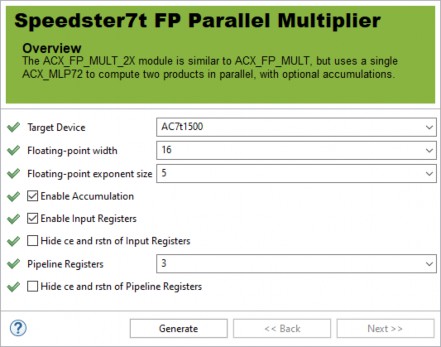 Speedster7t FP Parallel Multiplier
Overview
The ACX_FP_MULT_2X module is similar to ACX_FP_MULT, but uses a single
ACX_MLP72 to compute two products in parallel, with optional accumulations.
Target Device AC7t1500
Floating-point width 16
Floating-point exponent size 5
Enable Accumulation
Enable Input Registers
Hide ce and rstn of Input Registers
Pipeline Registers 3
Hide ce and rstn of Pipeline Registers
? Generate << Back Next >>